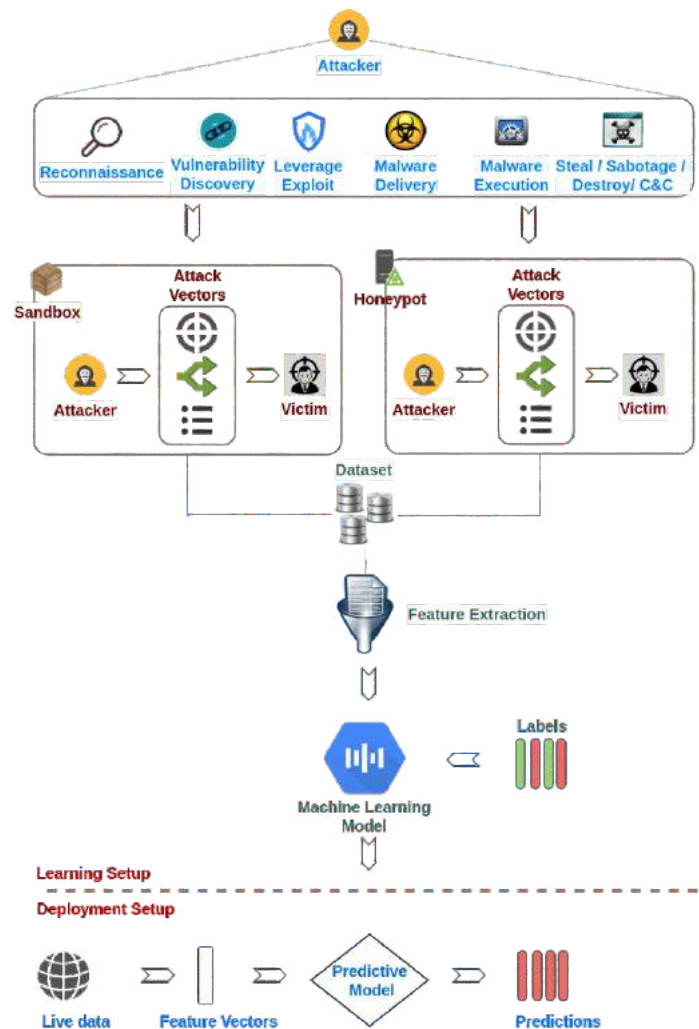 Attacker
Reconnaissance
Vulnerability
Discovery
Leverage
Exploit
Malware
Delivery
Malware
Execution
Steal / Sabotage /
Destroy/ C&C
Sandbox
Attack
Vectors
Attacker
Victim
Honeypot
Attack
Vectors
Attacker
Victim
Dataset
Feature Extraction
Labels
Machine Learning
Model
Learning Setup
Deployment Setup
Predictive
Model
Live data
Feature Vectors
Predictions